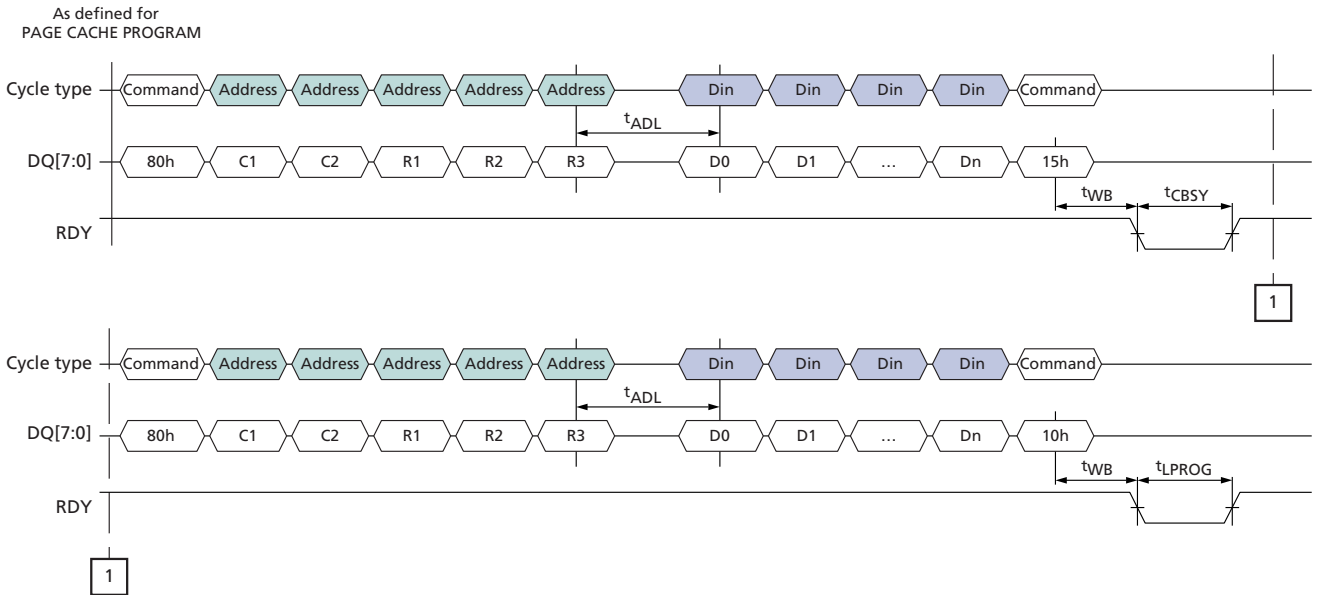 As defined for
PAGE CACHE PROGRAM
Cycle type Command Address Address Address Address Address Din Din Din Din Command
tADL
DQ[7:0] 80h C1 C2 R1 R2 R3 D0 D1 … Dn 15h
tWB tCBSY
RDY
1
Cycle type Command Address Address Address Address Address Din Din Din Din Command
tADL
DQ[7:0] 80h C1 C2 R1 R2 R3 D0 D1 … Dn 10h
tWB tLPROG
RDY
1